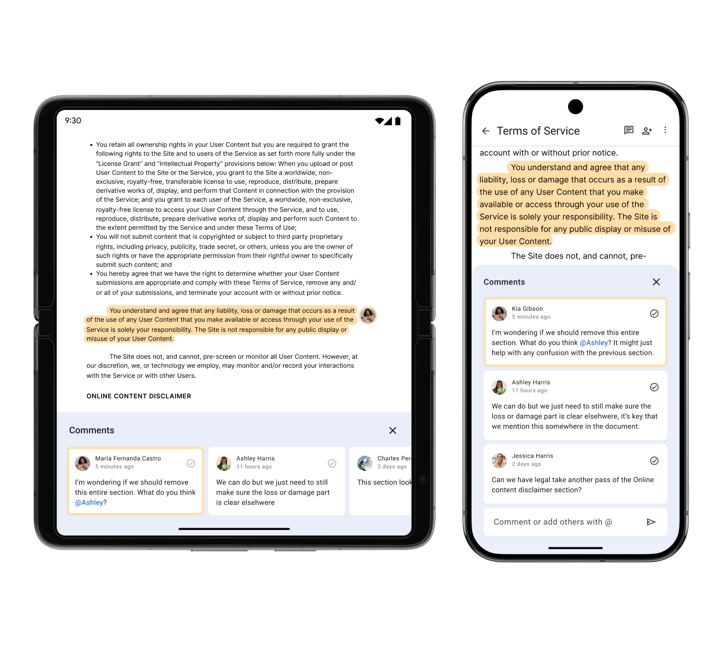 9:30
• You retain all ownership rights in your User Content but you are required to grant the
following rights to the Site and to users of the Service as set forth more fully under the
“License Grant” and “Intellectual Property” provisions below: When you upload or post
User Content to the Site or the Service, you grant to the Site a worldwide, non-
exclusive, royalty-free, transferable license to use, reproduce, distribute, prepare
derivative works of, display, and perform that Content in connection with the provision
of the Service; and you grant to each user of the Service, a worldwide, non-exclusive,
royalty-free license to access your User Content through the Service, and to use,
reproduce, distribute, prepare derivative works of, display and perform such Content to
the extent permitted by the Service and under these Terms of Use;
• You will not submit content that is copyrighted or subject to third party proprietary
rights, including privacy, publicity, trade secret, or others, unless you are the owner of
such rights or have the appropriate permission from their rightful owner to specifically
submit such content; and
• You hereby agree that we have the right to determine whether your User Content
submissions are appropriate and comply with these Terms of Service, remove any and/
or all of your submissions, and terminate your account with or without prior notice.
You understand and agree that any liability, loss or damage that occurs as a result
of the use of any User Content that you make available or access through your use of the
Service is solely your responsibility. The Site is not responsible for any public display or
misuse of your User Content.
The Site does not, and cannot, pre-screen or monitor all User Content. However, at
our discretion, we, or technology we employ, may monitor and/or record your interactions
with the Service or with other Users.
ONLINE CONTENT DISCLAIMER
Comments
Maria Fernanda Castro
5 minutes ago
I'm wondering if we should remove
this entire section. What do you think
@Ashley?
Ashley Harris
11 hours ago
We can do but we just need to still
make sure the loss or damage part
is clear elsewhere
Charles Per
2 days ago
This section look
Terms of Service
account with or without prior notice.
You understand and agree that any
liability, loss or damage that occurs as a result of
the use of any User Content that you make
available or access through your use of the
Service is solely your responsibility. The Site is
not responsible for any public display or misuse of
your User Content.
The Site does not, and cannot, pre-
Comments
Kia Gibson
5 minutes ago
I'm wondering if we should remove this entire
section. What do you think @Ashley? It might just
help with any confusion with the previous section.
Ashley Harris
11 hours ago
We can do but we just need to still make sure the
loss or damage part is clear elsehwere, it's key that
we mention this somewhere in the document.
Jessica Harris
2 days ago
Can we have legal take another pass of the Online
content disclaimer section?
Comment or add others with @